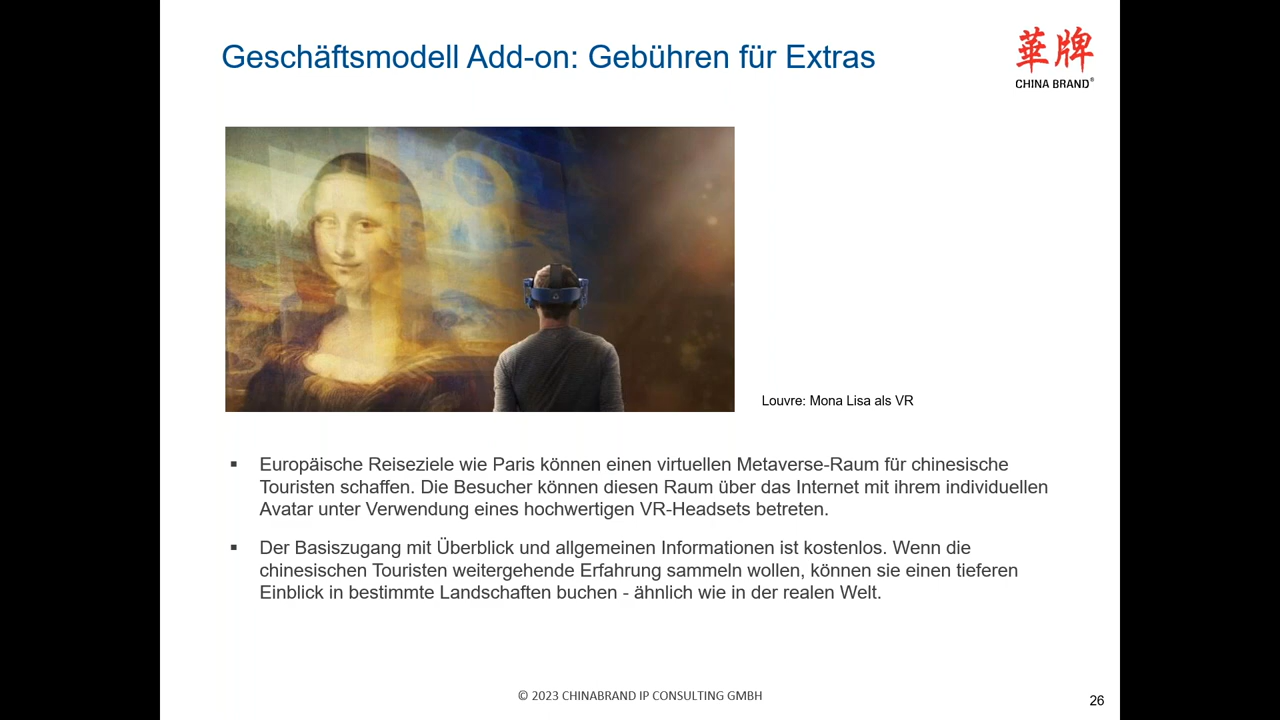 Geschäftsmodell Add-on: Gebühren für Extras
華牌
CHINA BRAND®
Louvre: Mona Lisa als VR
▪ Europäische Reiseziele wie Paris können einen virtuellen Metaverse-Raum für chinesische
Touristen schaffen. Die Besucher können diesen Raum über das Internet mit ihrem individuellen
Avatar unter Verwendung eines hochwertigen VR-Headsets betreten.
▪ Der Basiszugang mit Überblick und allgemeinen Informationen ist kostenlos. Wenn die
chinesischen Touristen weitergehende Erfahrung sammeln wollen, können sie einen tieferen
Einblick in bestimmte Landschaften buchen - ähnlich wie in der realen Welt.
© 2023 CHINABRAND IP CONSULTING GMBH
26